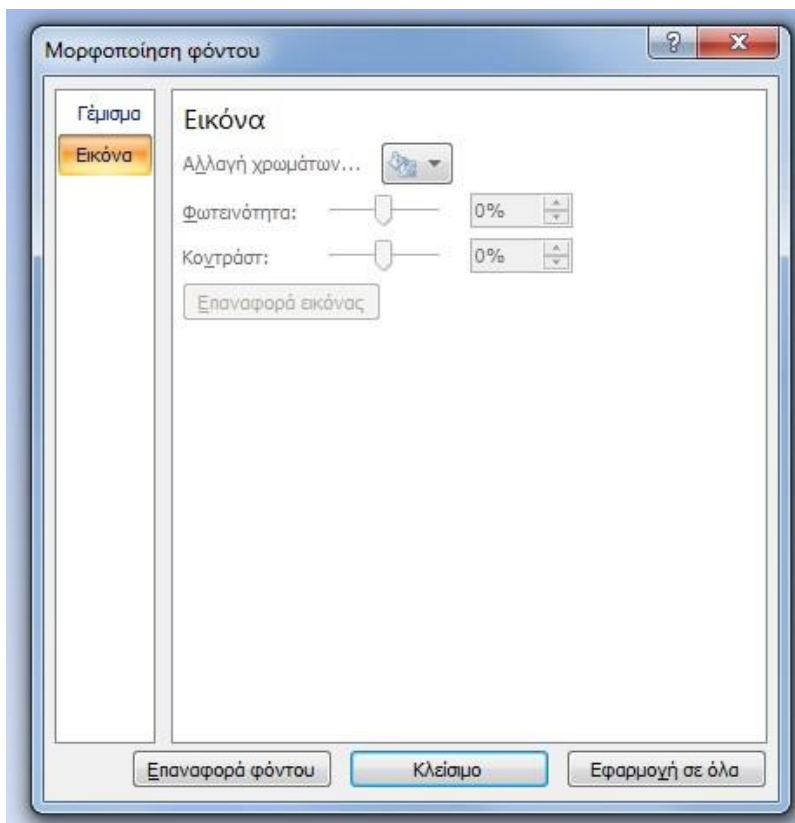 Μορφοποίηση φόντου
Γέμισμα
Εικόνα
Εικόνα
Αλλαγή χρωμάτων...
Φωτεινότητα:
0%
Κοντράστ:
0%
Επαναφορά εικόνας
Επαναφορά φόντου
Κλείσιμο
Εφαρμογή σε όλα